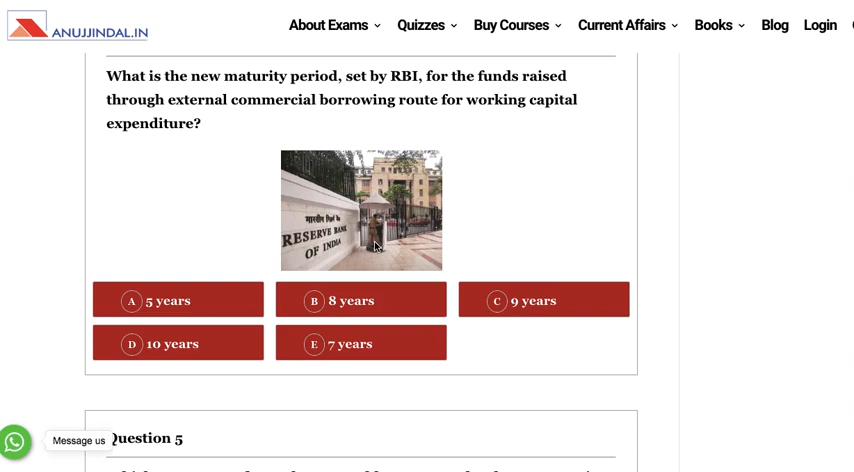 ANUJJINDAL.IN
About Exams Quizzes Buy Courses Current Affairs Books Blog Login
What is the new maturity period, set by RBI, for the funds raised
through external commercial borrowing route for working capital
expenditure?
भारतीय रिज़र्व बैंक
RESERVE BANK
OF INDIA
A 5 years
B 8 years
C 9 years
D 10 years
E 7 years
Message us
Question 5